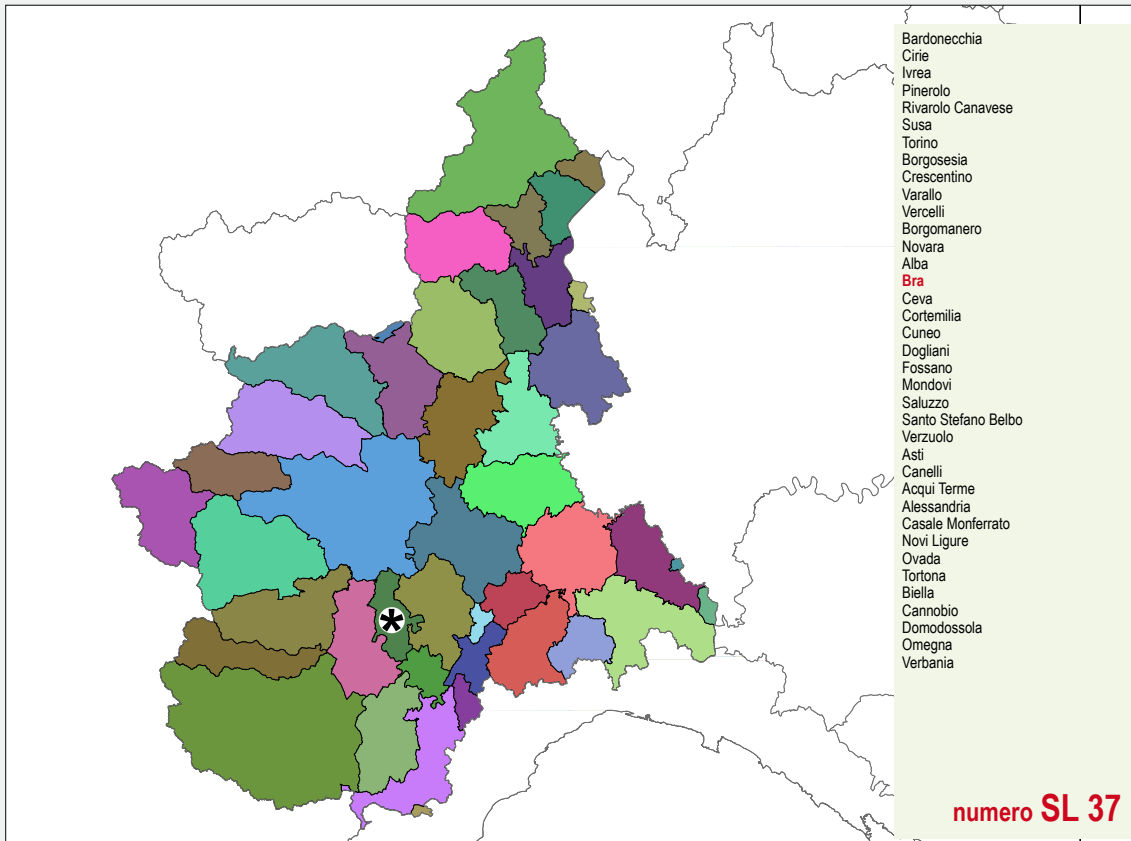 Bardonecchia
Cirie
Ivrea
Pinerolo
Rivarolo Canavese
Susa
Torino
Borgosesia
Crescentino
Varallo
Vercelli
Borgomanero
Novara
Alba
Bra
Ceva
Cortemilia
Cuneo
Dogliani
Fossano
Mondovi
Saluzzo
Santo Stefano Belbo
Verzuolo
Asti
Canelli
Acqui Terme
Alessandria
Casale Monferrato
Novi Ligure
Ovada
Tortona
Biella
Cannobio
Domodossola
Omegna
Verbania
*
numero SL 37